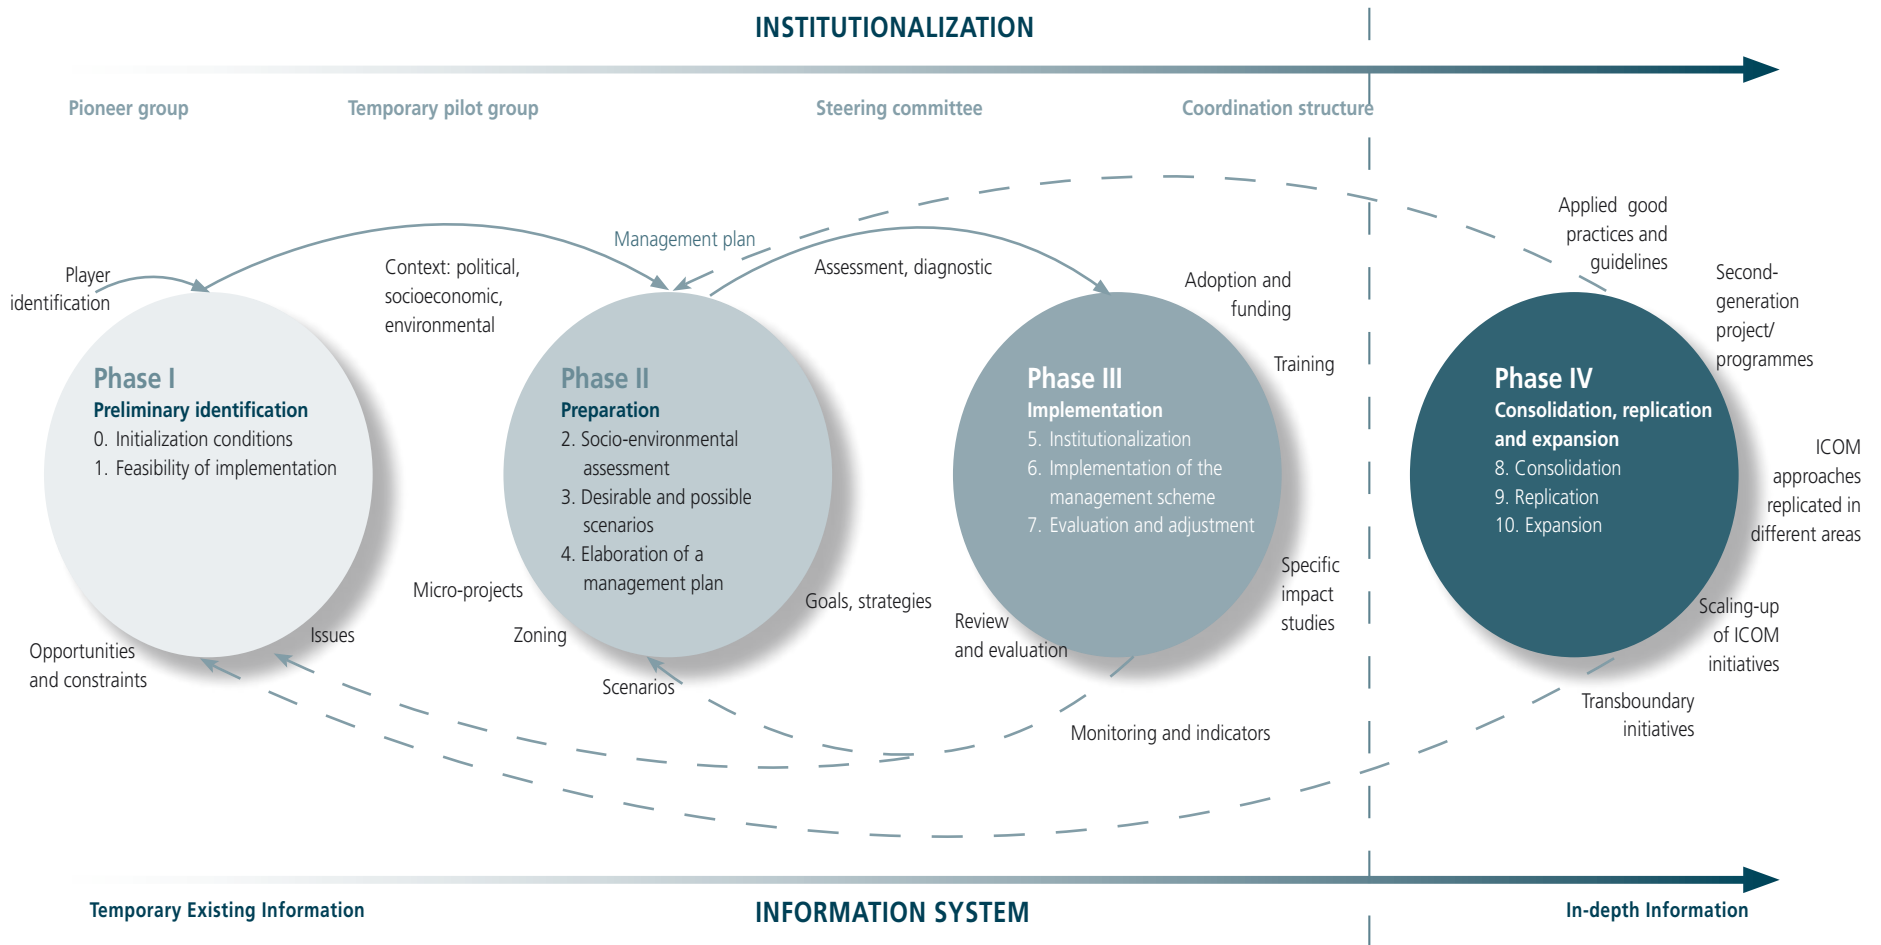 INSTITUTIONALIZATION
Pioneer group
Temporary pilot group
Steering committee
Coordination structure
Player
identification
Context: political,
socioeconomic,
environmental
Management plan
Assessment, diagnostic
Adoption and
funding
Training
Applied good
practices and
guidelines
Second-
generation
project/
programmes
Phase I
Preliminary identification
0. Initialization conditions
1. Feasibility of implementation
Phase II
Preparation
2. Socio-environmental
assessment
3. Desirable and possible
scenarios
4. Elaboration of a
management plan
Phase III
Implementation
5. Institutionalization
6. Implementation of the
management scheme
7. Evaluation and adjustment
Phase IV
Consolidation, replication
and expansion
8. Consolidation
9. Replication
10. Expansion
ICOM
approaches
replicated in
different areas
Opportunities
and constraints
Issues
Micro-projects
Zoning
Scenarios
Goals, strategies
Review
and evaluation
Monitoring and indicators
Specific
impact
studies
Scaling-up
of ICOM
initiatives
Transboundary
initiatives
Temporary Existing Information
INFORMATION SYSTEM
In-depth Information